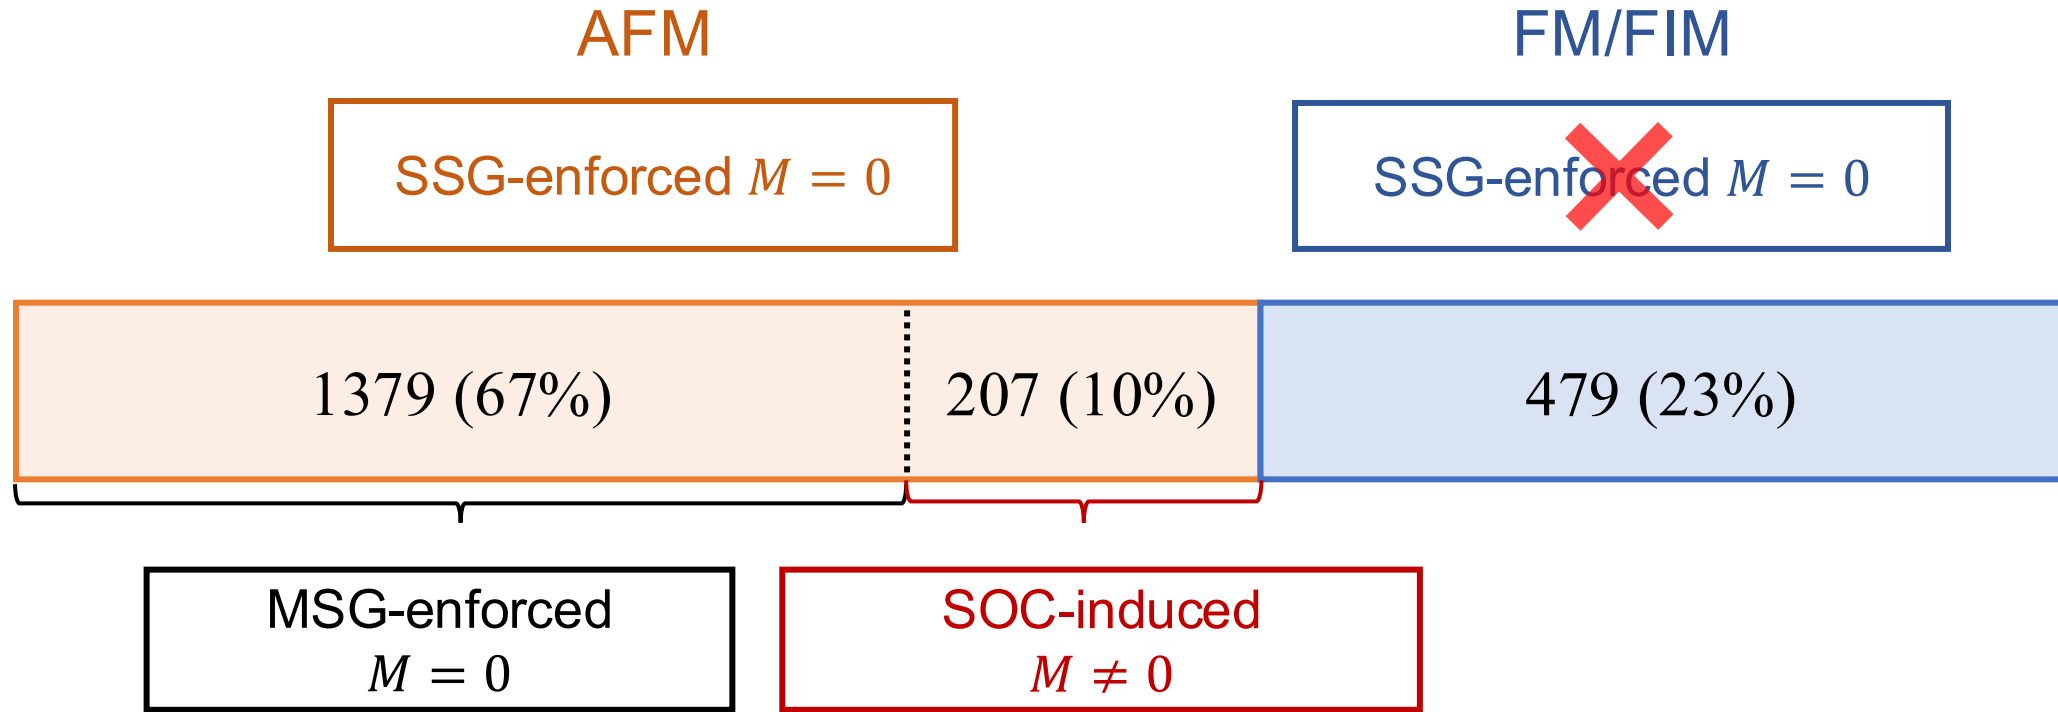 AFM
FM/FIM
SSG-enforced M = 0
SSG-enforced M = 0
1379 (67%)
207 (10%)
479 (23%)
MSG-enforced
M = 0
SOC-induced
M ≠ 0